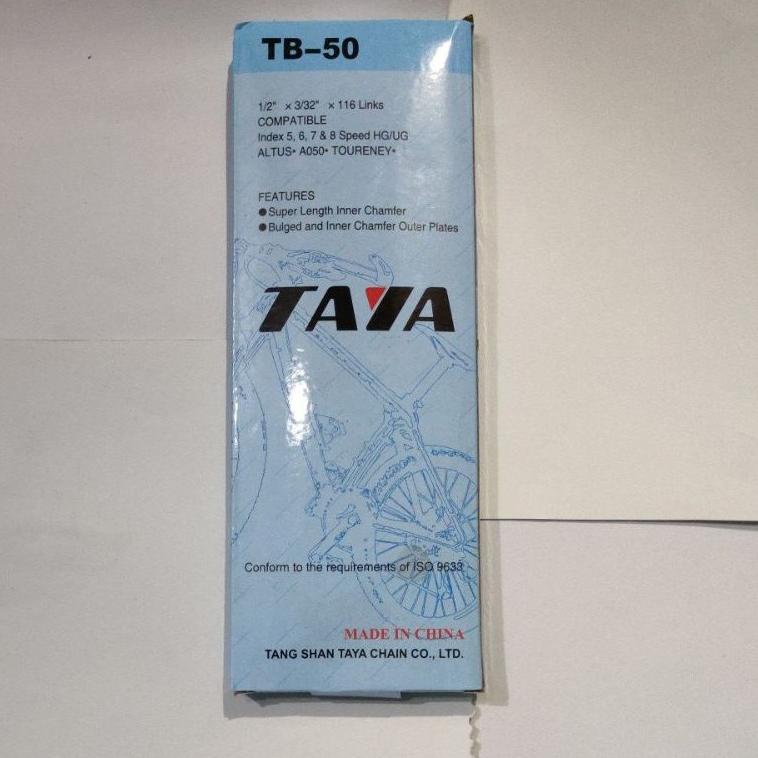 TB-50
1/2" x 3/32" x 116 Links
COMPATIBLE
Index 5, 6, 7 & 8 Speed HG/UG
ALTUS• A050• TOURENEY•
FEATURES
● Super Length Inner Chamfer
● Bulged and Inner Chamfer Outer Plates
TAYA
Conform to the requirements of ISO 9633
MADE IN CHINA
TANG SHAN TAYA CHAIN CO., LTD.